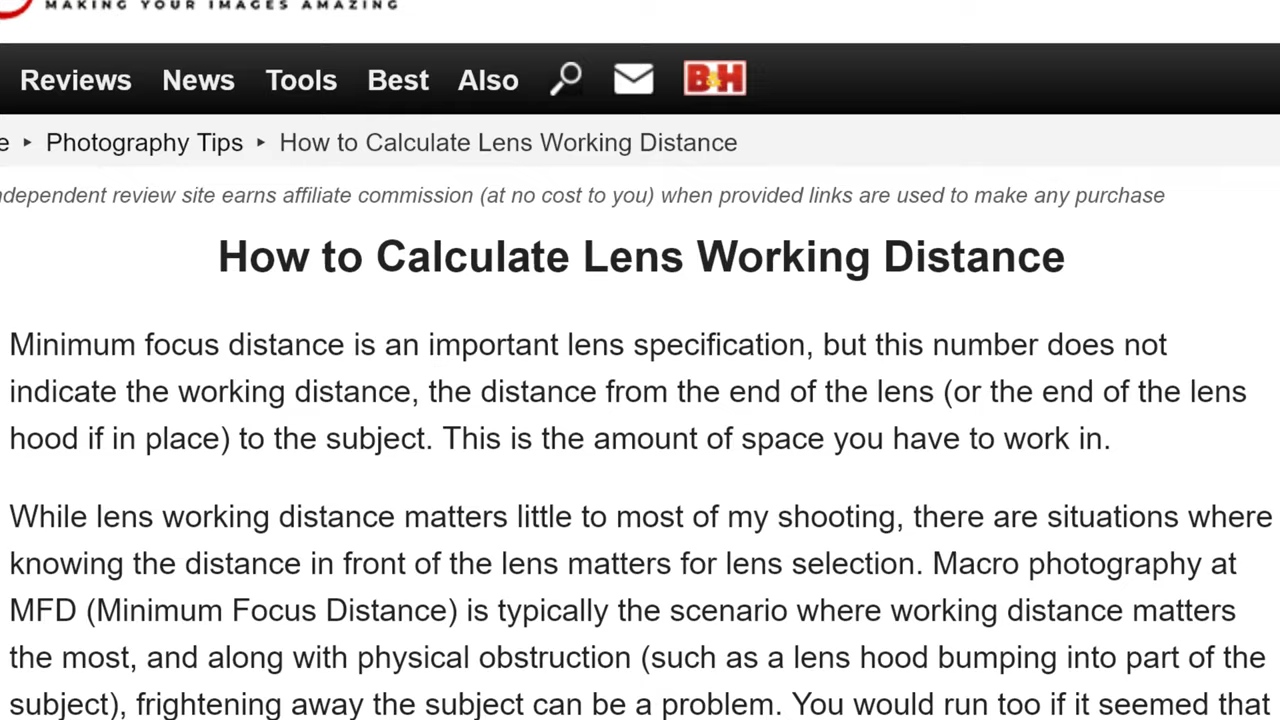 MAKING YOUR IMAGES AMAZING
Reviews News Tools Best Also B&H
Photography Tips ▸ How to Calculate Lens Working Distance
independent review site earns affiliate commission (at no cost to you) when provided links are used to make any purchase
How to Calculate Lens Working Distance
Minimum focus distance is an important lens specification, but this number does not
indicate the working distance, the distance from the end of the lens (or the end of the lens
hood if in place) to the subject. This is the amount of space you have to work in.
While lens working distance matters little to most of my shooting, there are situations where
knowing the distance in front of the lens matters for lens selection. Macro photography at
MFD (Minimum Focus Distance) is typically the scenario where working distance matters
the most, and along with physical obstruction (such as a lens hood bumping into part of the
subject), frightening away the subject can be a problem. You would run too if it seemed that